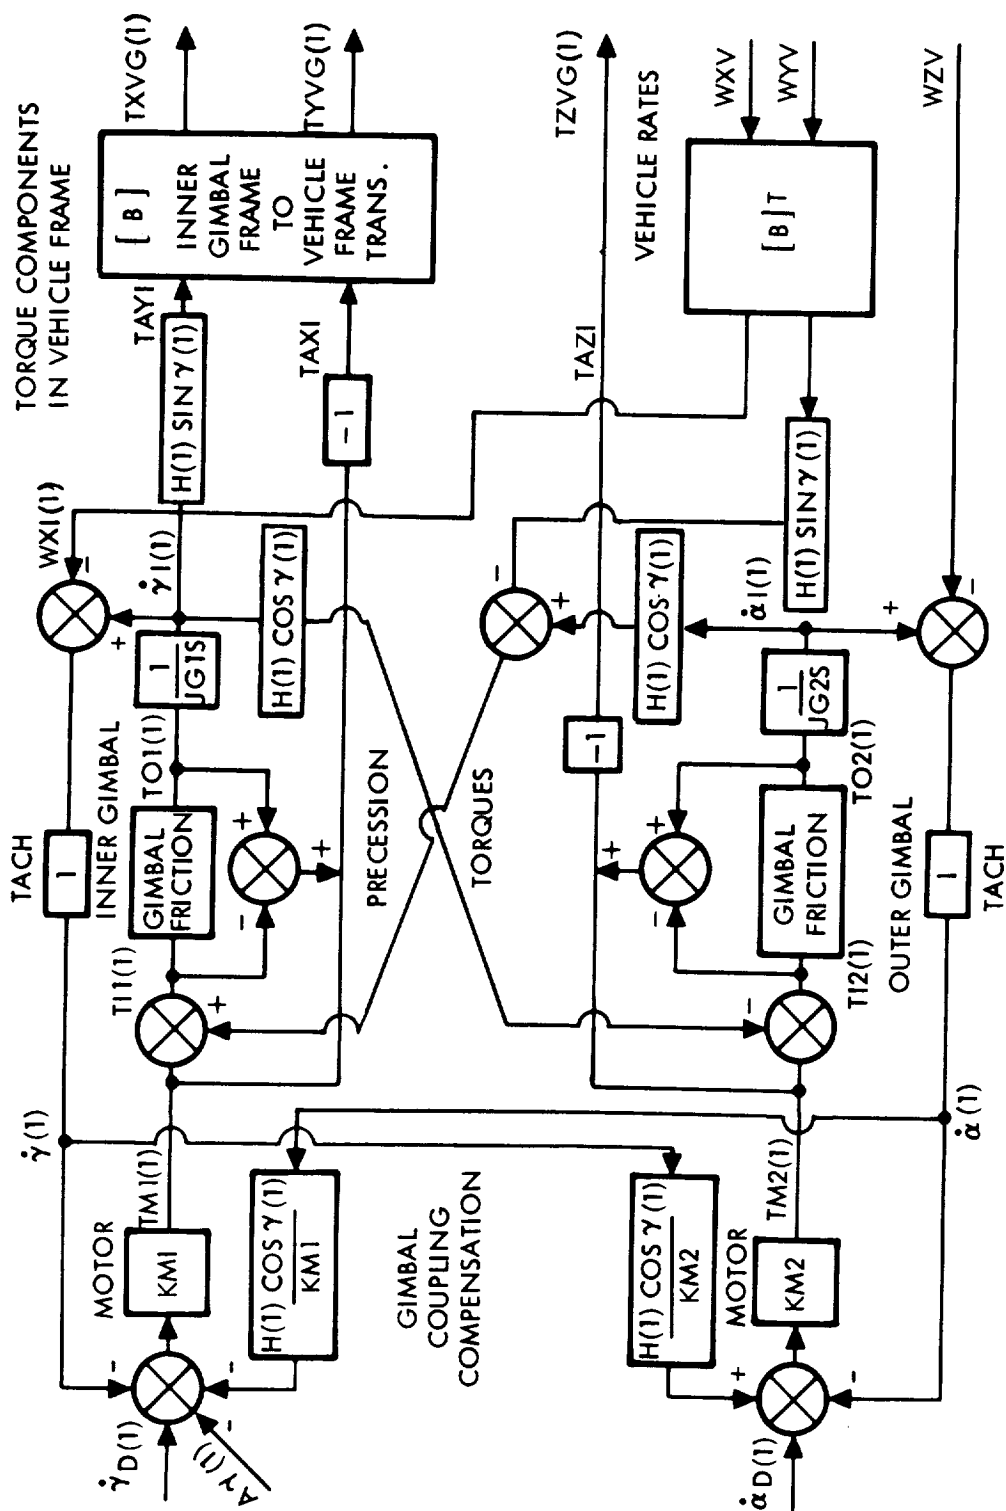 TORQUE COMPONENTS
IN VEHICLE FRAME
TXVG(1)
TYVG(1)
[ B ]
INNER
GIMBAL
FRAME
TO
VEHICLE
FRAME
TRANS.
TAYI
TAXI
H(1) SIN γ(1)
-1
WXI(1)
-
+
γ̇I(1)
1
JG1S
H(1) COS γ(1)
TACH
1
INNER GIMBAL
TO1(1)
GIMBAL
FRICTION
+
-
+
TI1(1)
+
γ̇(1)
TM1(1)
MOTOR
KM1
H(1) COS γ(1)
KM1
-
-
-
γ̇D(1)
Aγ(1)
PRECESSION
TORQUES
GIMBAL
COUPLING
COMPENSATION
TZVG(1)
VEHICLE RATES
WXV
WYV
WZV
[B]T
TAZI
H(1) SIN γ(1)
-
+
H(1) COS γ(1)
α̇I(1)
+
-
1
JG2S
-1
TO2(1)
GIMBAL
FRICTION
+
-
+
TI2(1)
OUTER GIMBAL
1
TACH
-
α̇(1)
TM2(1)
H(1) COS γ(1)
KM2
MOTOR
KM2
+
-
α̇D(1)